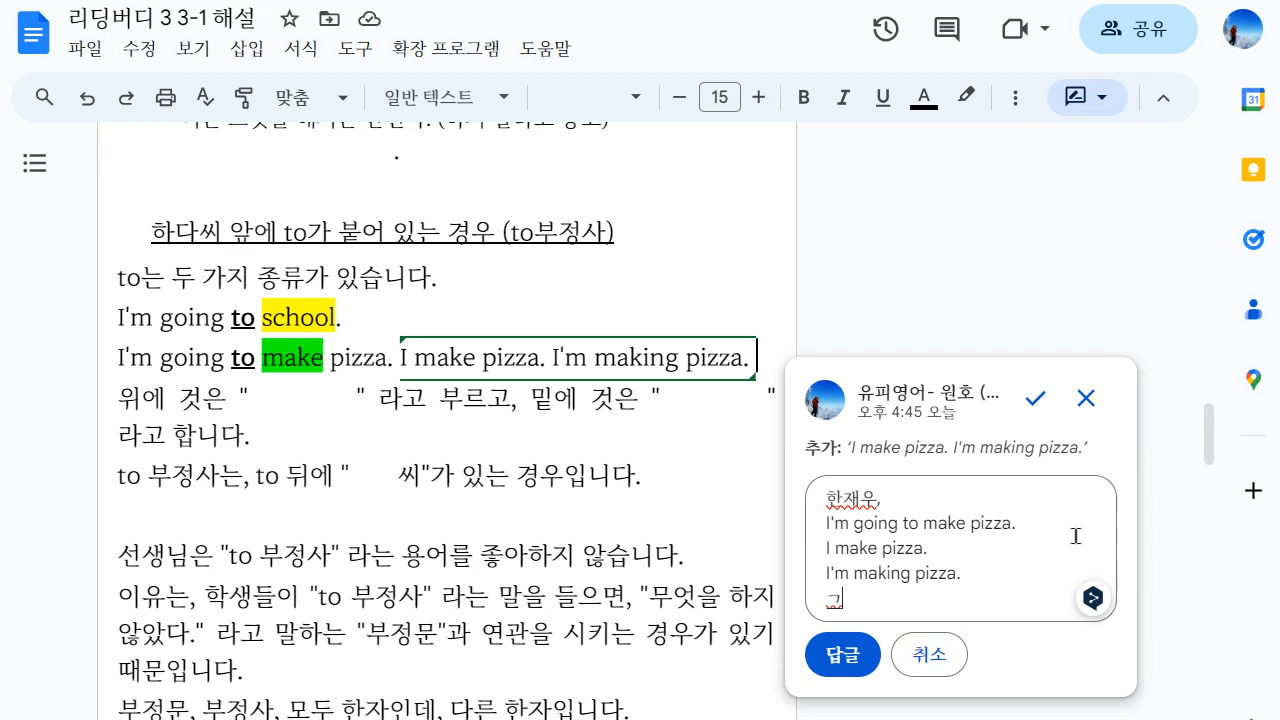 리딩버디 3 3-1 해설
파일 수정 보기 삽입 서식 도구 확장 프로그램 도움말
공유
맞춤 일반 텍스트 15 B I U A
31
하다씨 앞에 to가 붙어 있는 경우 (to부정사)
to는 두 가지 종류가 있습니다.
I'm going to school.
I'm going to make pizza. I make pizza. I'm making pizza.
위에 것은 " " 라고 부르고, 밑에 것은 " "
라고 합니다.
to 부정사는, to 뒤에 " 씨"가 있는 경우입니다.
선생님은 "to 부정사" 라는 용어를 좋아하지 않습니다.
이유는, 학생들이 "to 부정사" 라는 말을 들으면, "무엇을 하지
않았다." 라고 말하는 "부정문"과 연관을 시키는 경우가 있기
때문입니다.
부정문, 부정사, 모두 한자인데, 다른 한자입니다.
유피영어- 원호 (...
오후 4:45 오늘
추가: ‘I make pizza. I'm making pizza.’
한재우,
I'm going to make pizza.
I make pizza.
I'm making pizza.
그
답글 취소